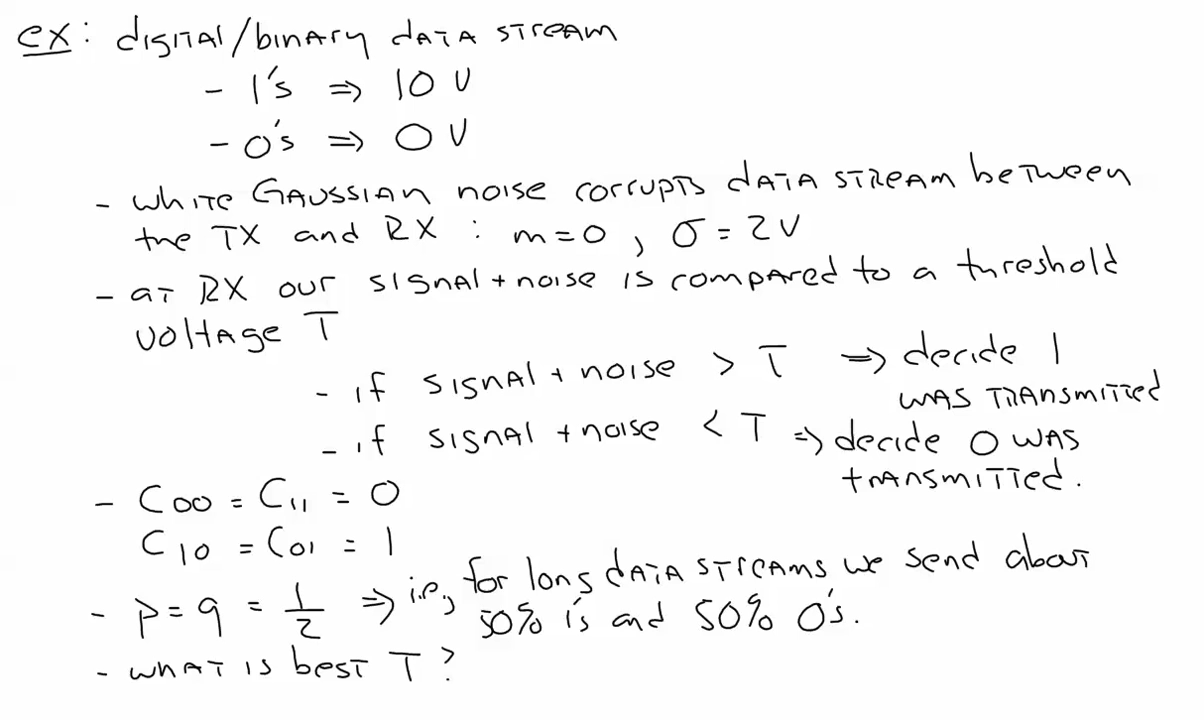 ex: digital/binary data stream
- 1's ⇒ 10 V
- 0's ⇒ 0 V
- white Gaussian noise corrupts data stream between
the TX and RX : m=0, σ = 2V
- at RX our signal + noise is compared to a threshold
voltage T
- if signal + noise > T ⇒ decide 1
was transmitted
- if signal + noise < T ⇒ decide 0 was
transmitted.
- C00 = C11 = 0
C10 = C01 = 1
- p = q = 1/2 ⇒ i.e., for long data streams we send about
50% 1's and 50% 0's.
- what is best T?